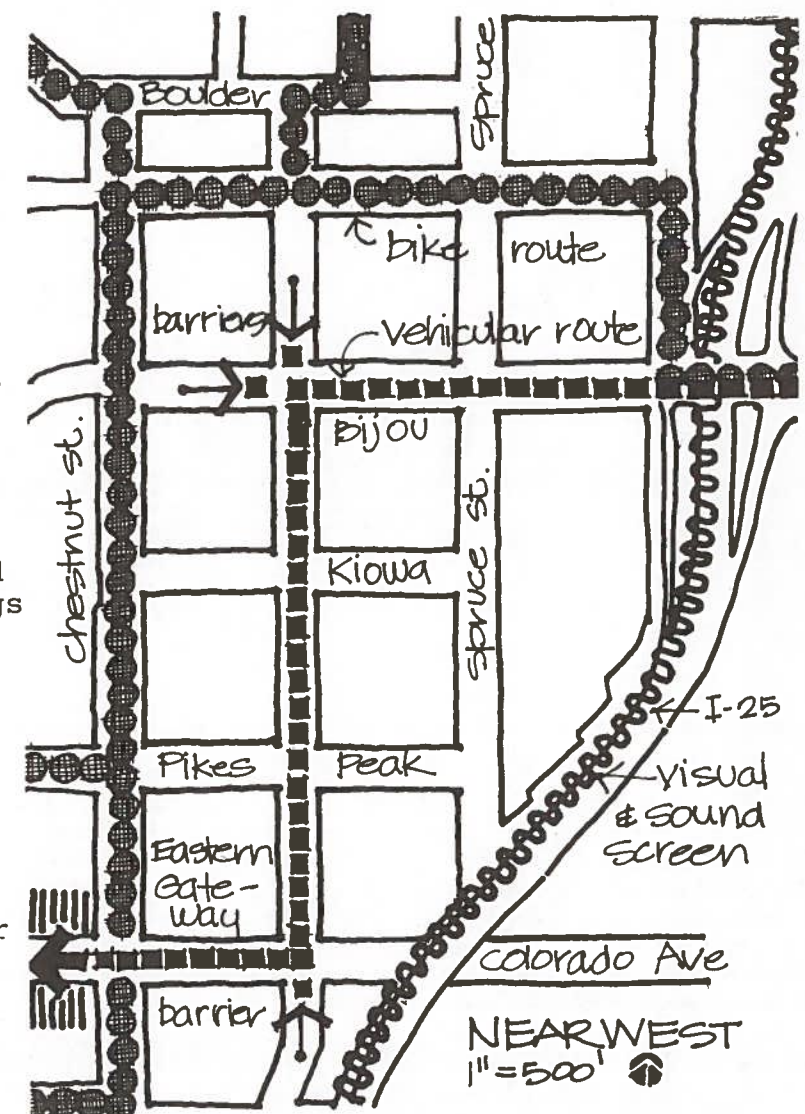 Boulder
Spruce
bike route
barriers
vehicular route
Bijou
chestnut st.
Kiowa
spruce st.
gs
I-25
Pikes Peak
visual
& sound
screen
Eastern
Gate-
way
colorado Ave
barrier
NEAR WEST
1"=500'